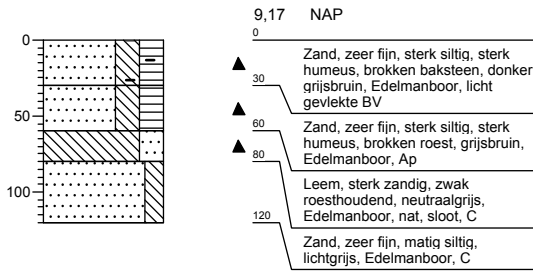 9,17 NAP
0
0
Zand, zeer fijn, sterk siltig, sterk
humeus, brokken baksteen, donker
grijsbruin, Edelmanboor, licht
gevlekte BV
30
50
Zand, zeer fijn, sterk siltig, sterk
humeus, brokken roest, grijsbruin,
Edelmanboor, Ap
60
80
Leem, sterk zandig, zwak
roesthoudend, neutraalgrijs,
Edelmanboor, nat, sloot, C
100
120
Zand, zeer fijn, matig siltig,
lichtgrijs, Edelmanboor, C